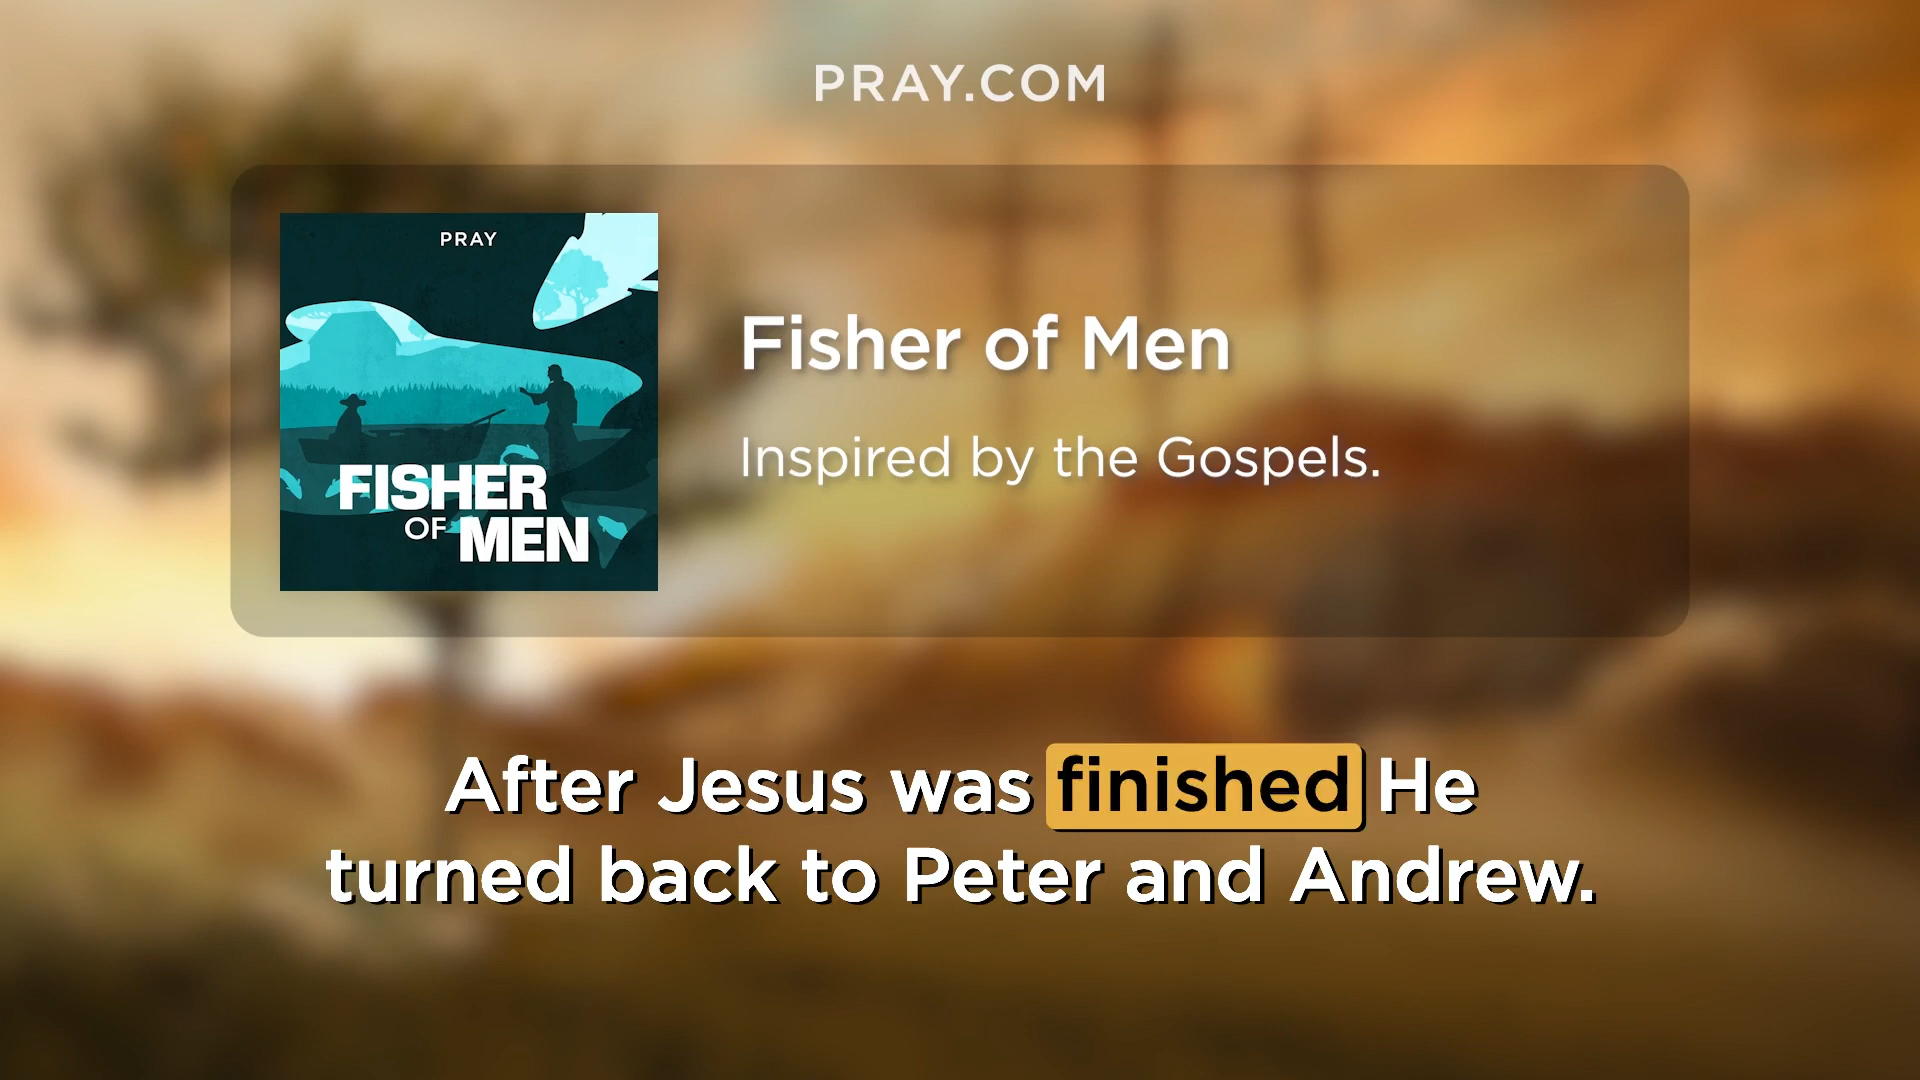 PRAY.COM
PRAY
FISHER
OF MEN
Fisher of Men
Inspired by the Gospels.
After Jesus was finished He
turned back to Peter and Andrew.